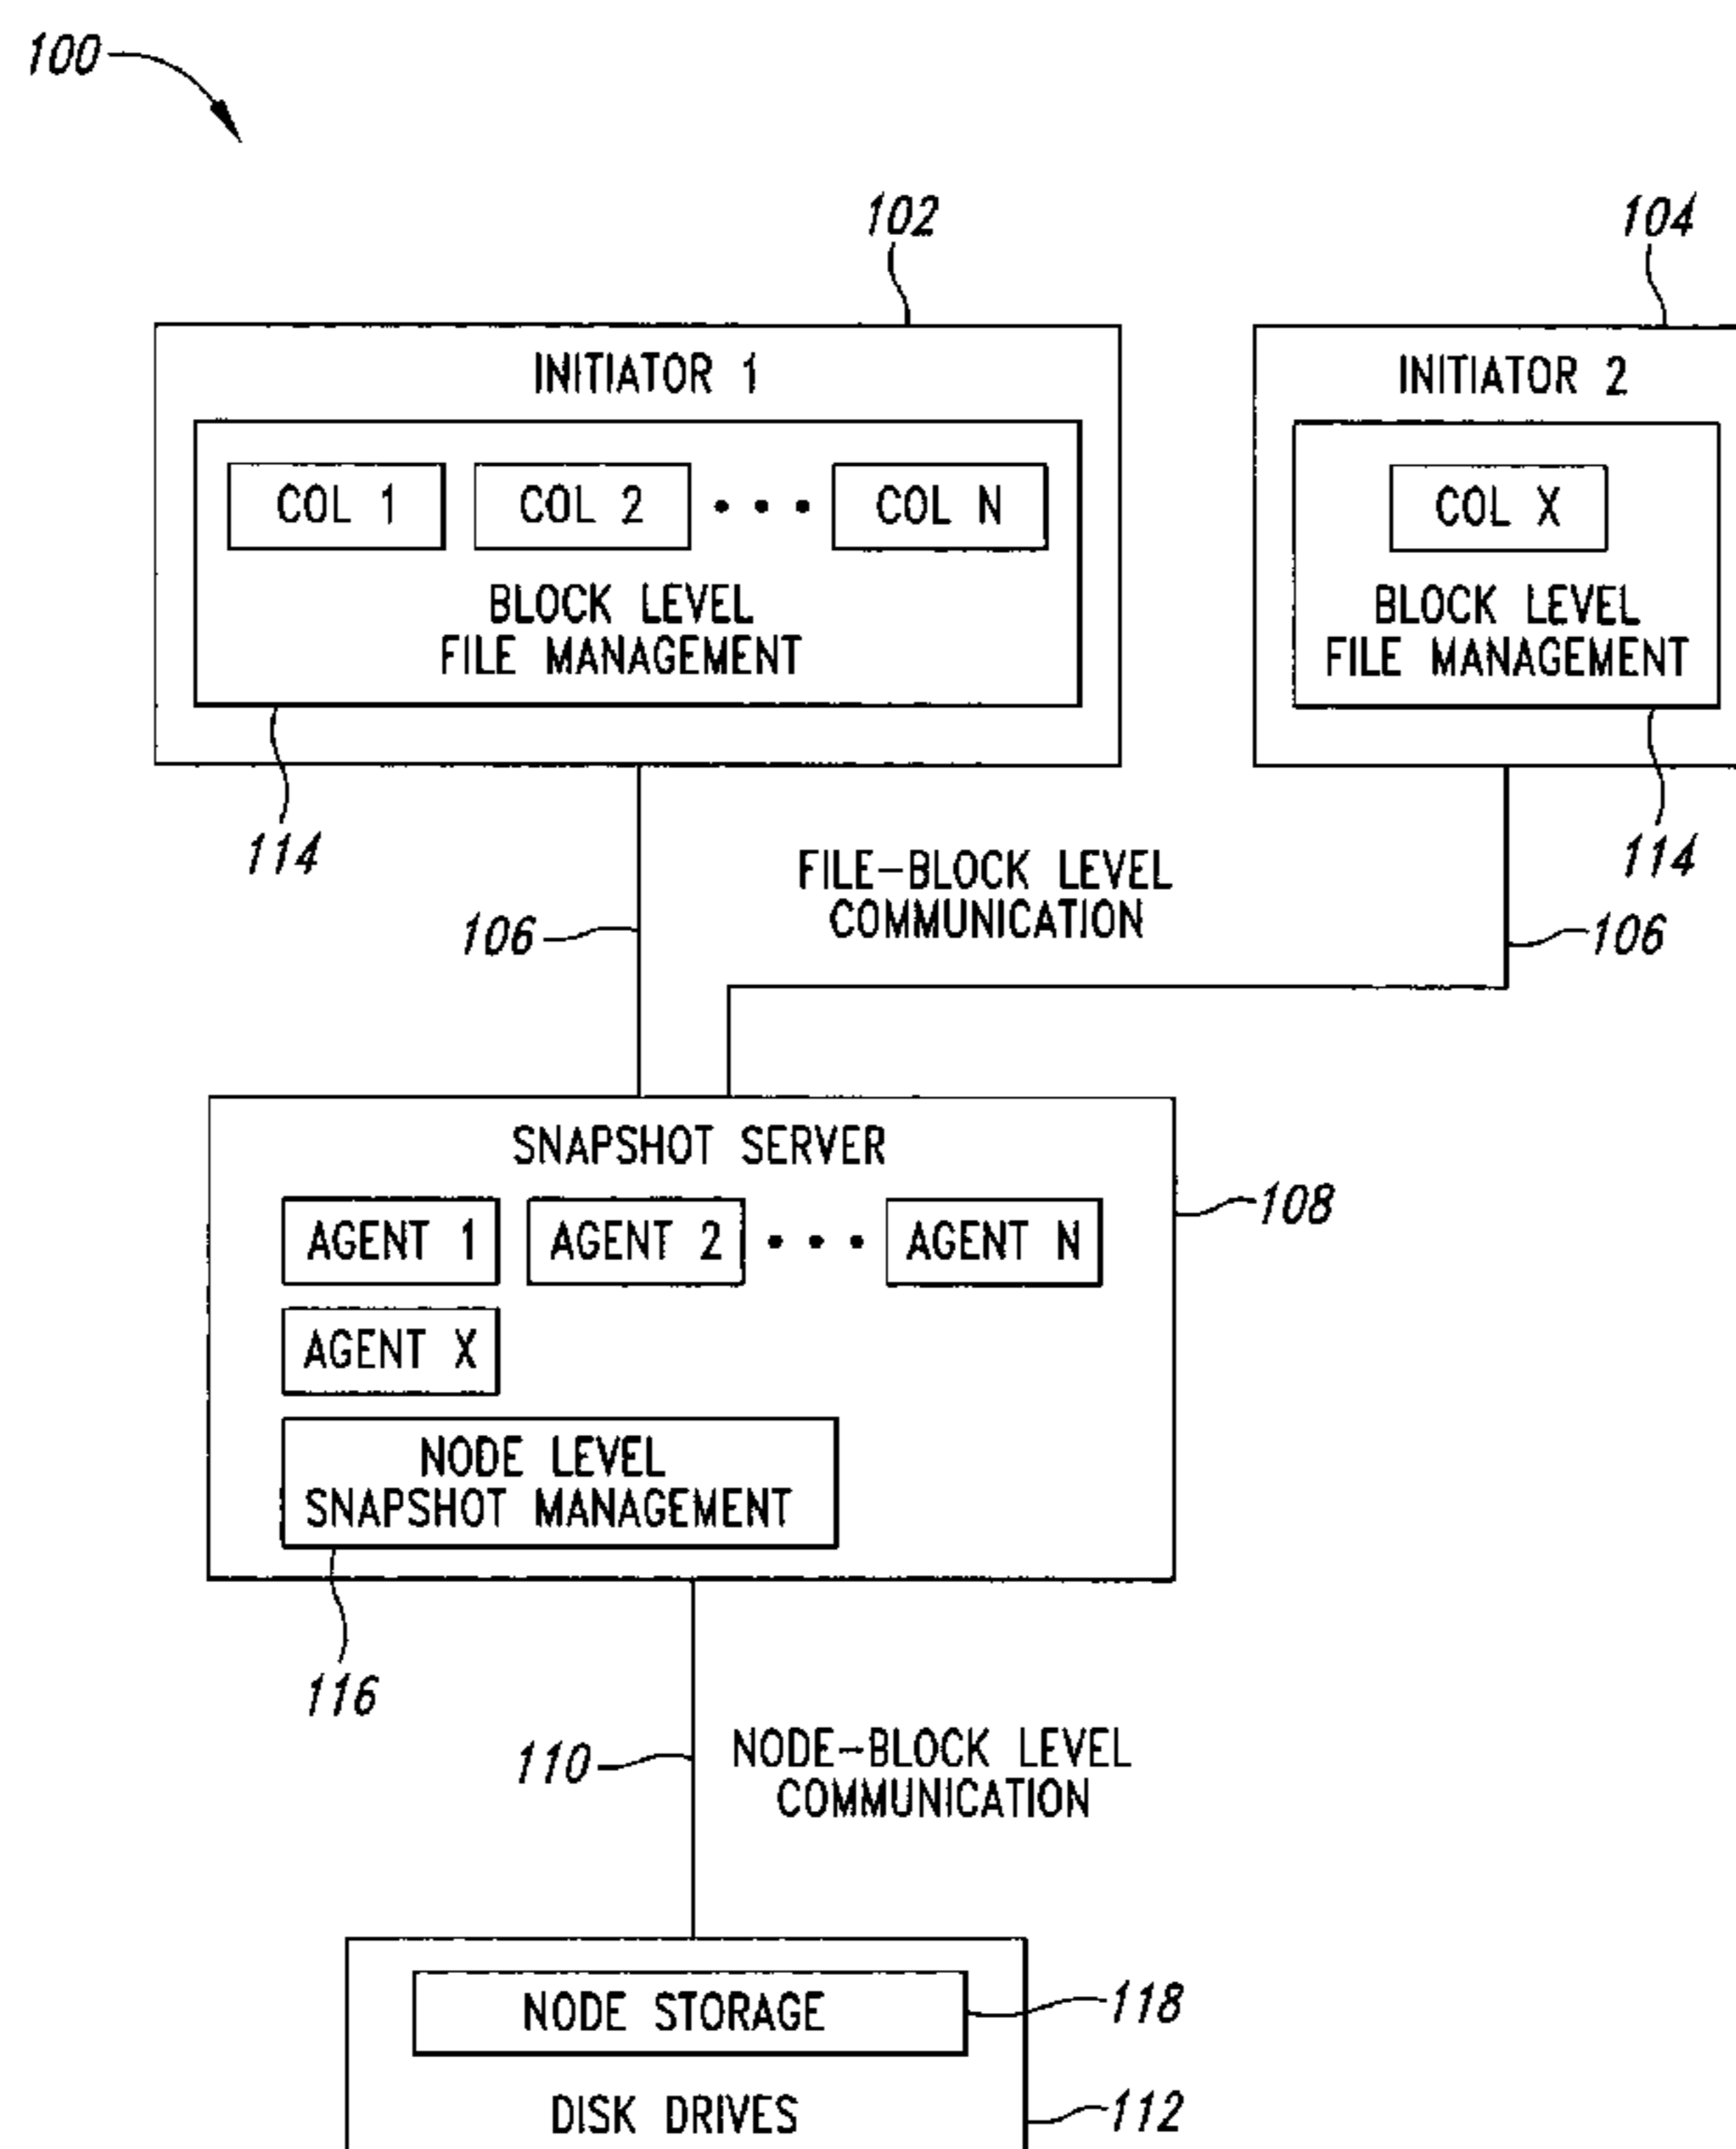 100
102
104
INITIATOR 1
INITIATOR 2
COL 1 COL 2 • • • COL N
COL X
BLOCK LEVEL
FILE MANAGEMENT
BLOCK LEVEL
FILE MANAGEMENT
114
114
FILE-BLOCK LEVEL
COMMUNICATION
106
106
SNAPSHOT SERVER
108
AGENT 1 AGENT 2 • • • AGENT N
AGENT X
NODE LEVEL
SNAPSHOT MANAGEMENT
116
110
NODE-BLOCK LEVEL
COMMUNICATION
NODE STORAGE
118
DISK DRIVES
112